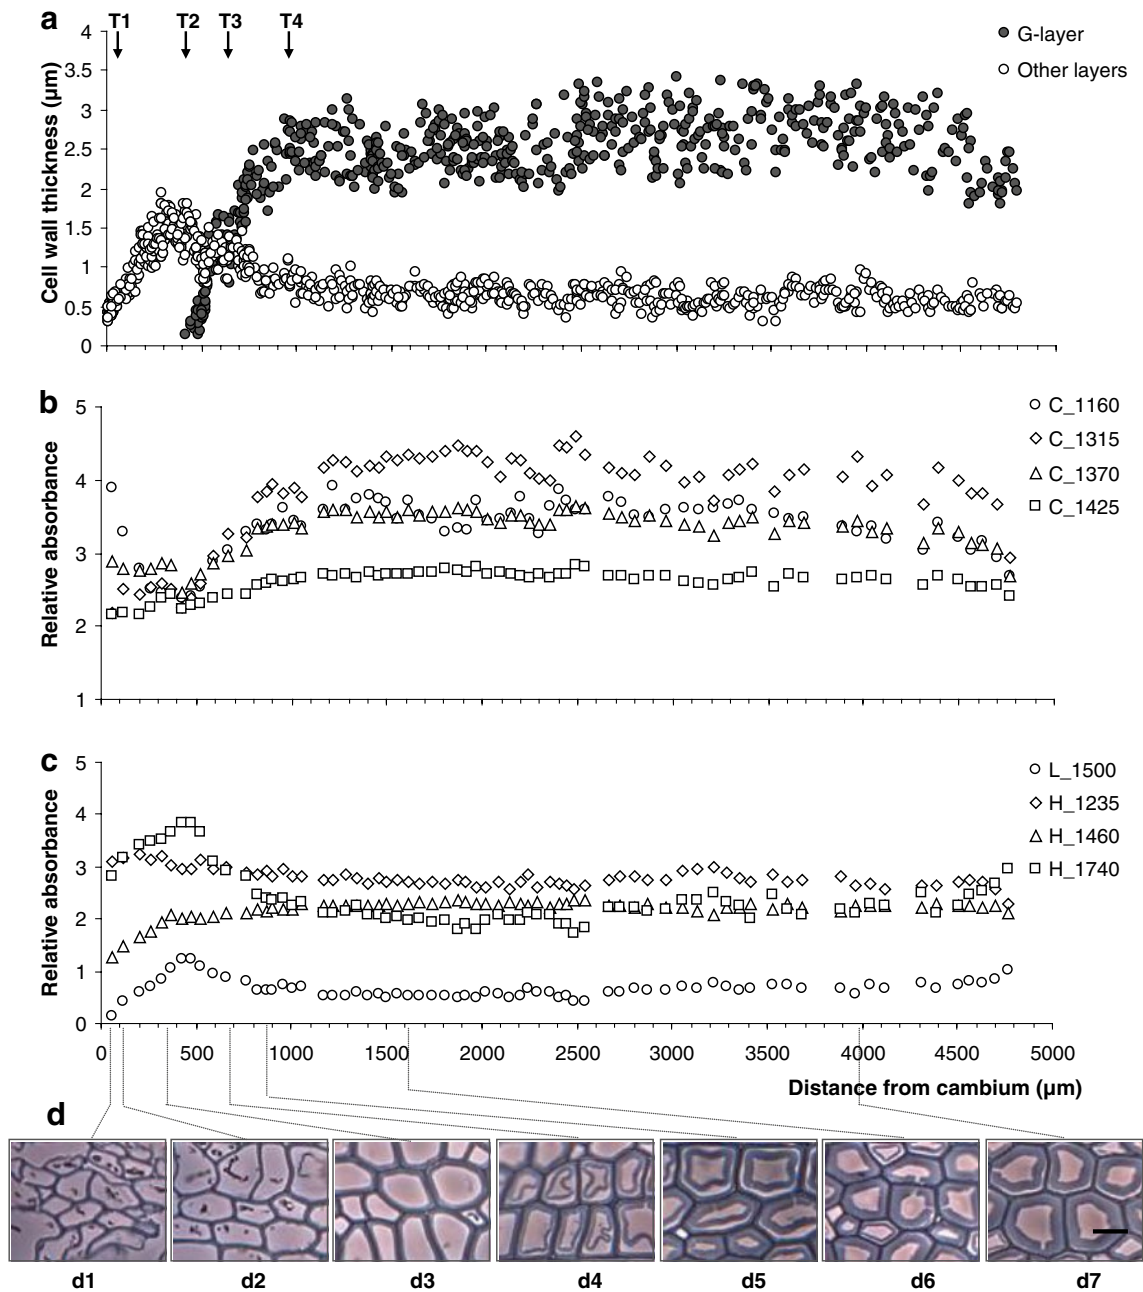 a
T1 T2 T3 T4
4
3.5
3
2.5
2
1.5
1
0.5
0
Cell wall thickness (µm)
G-layer
Other layers
b
5
4
3
2
1
Relative absorbance
C_1160
C_1315
C_1370
C_1425
c
5
4
3
2
1
0
Relative absorbance
L_1500
H_1235
H_1460
H_1740
0 500 1000 1500 2000 2500 3000 3500 4000 4500 5000
Distance from cambium (µm)
d
d1 d2 d3 d4 d5 d6 d7